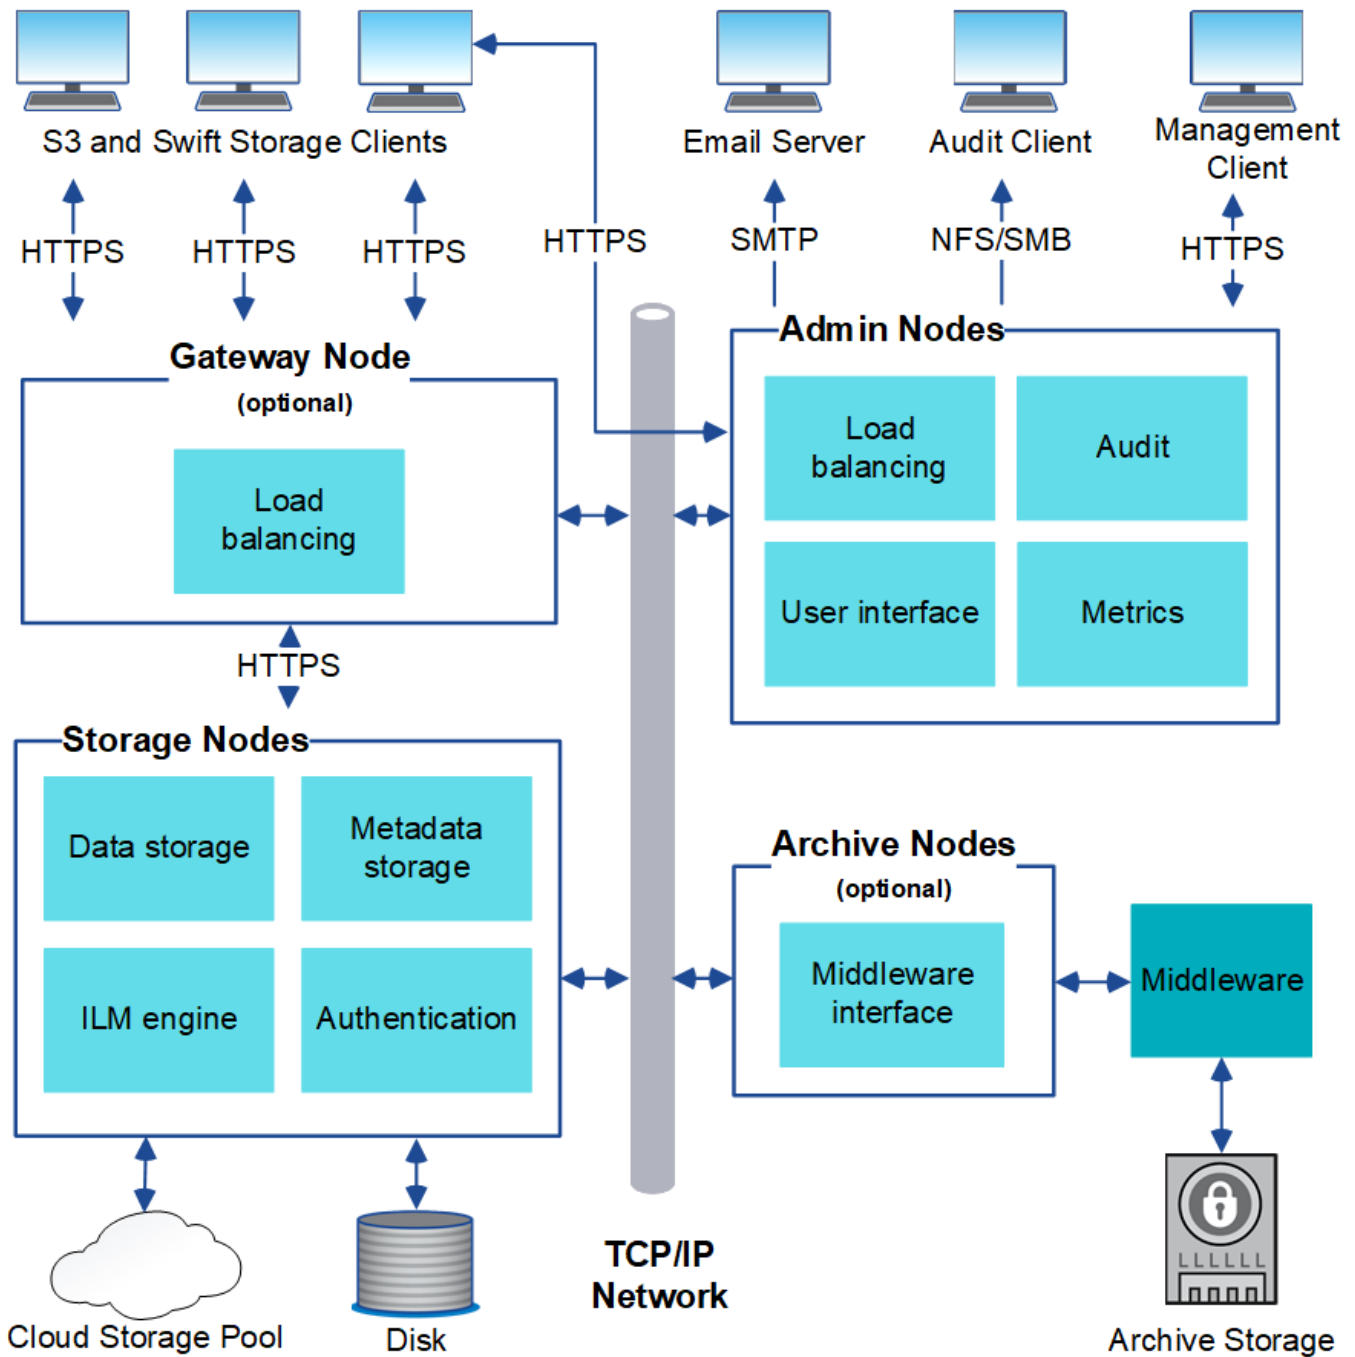 S3 and Swift Storage Clients
Email Server
Audit Client
Management
Client
HTTPS
HTTPS
HTTPS
HTTPS
SMTP
NFS/SMB
HTTPS
Gateway Node
(optional)
Load
balancing
Admin Nodes
Load
balancing
Audit
User interface
Metrics
HTTPS
Storage Nodes
Data storage
Metadata
storage
ILM engine
Authentication
Archive Nodes
(optional)
Middleware
interface
Middleware
Cloud Storage Pool
Disk
TCP/IP
Network
LLLLLL
Archive Storage